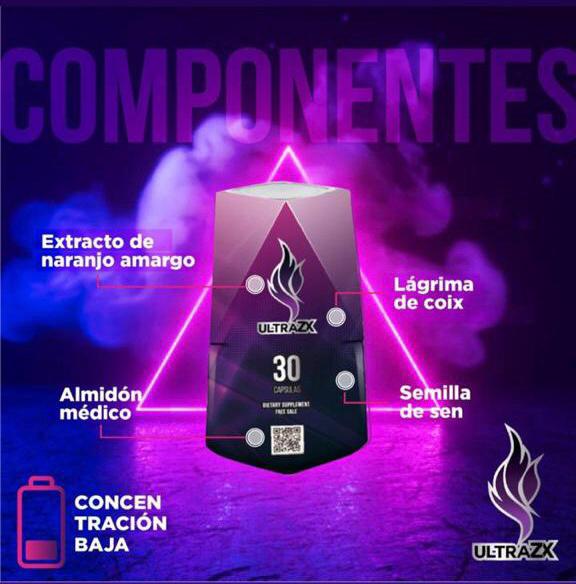 COMPONENTES
Extracto de
naranjo amargo
Lágrima
de coix
ULTRAZX
30
CAPSULAS
DIETARY SUPPLEMENT
FREE SALE
Almidón
médico
Semilla
de sen
CONCEN
TRACIÓN
BAJA
ULTRAZX